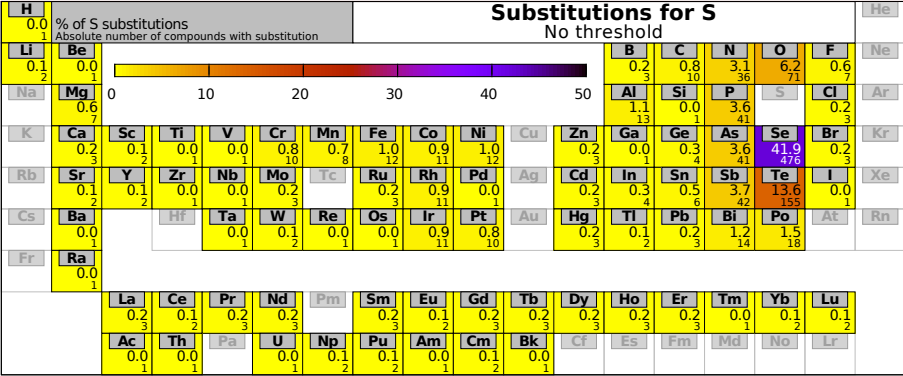 H
0.0
1
% of S substitutions
Absolute number of compounds with substitution
Substitutions for S
No threshold
He
Li
0.1
2
Be
0.0
1
B
0.2
3
C
0.8
10
N
3.1
36
O
6.2
71
F
0.6
7
Ne
0
10
20
30
40
50
Na
Mg
0.6
7
Al
1.1
13
Si
0.0
1
P
3.6
41
S
Cl
0.2
3
Ar
K
Ca
0.2
3
Sc
0.1
2
Ti
0.0
1
V
0.0
1
Cr
0.8
10
Mn
0.7
8
Fe
1.0
12
Co
0.9
11
Ni
1.0
12
Cu
Zn
0.2
3
Ga
0.0
1
Ge
0.3
4
As
3.6
41
Se
41.9
476
Br
0.2
3
Kr
Rb
Sr
0.1
2
Y
0.1
2
Zr
0.0
1
Nb
0.0
1
Mo
0.2
3
Tc
Ru
0.2
3
Rh
0.9
11
Pd
0.0
1
Ag
Cd
0.2
3
In
0.3
4
Sn
0.5
6
Sb
3.7
42
Te
13.6
155
I
0.0
1
Xe
Cs
Ba
0.0
1
Hf
Ta
0.0
1
W
0.1
2
Re
0.0
1
Os
0.0
1
Ir
0.9
11
Pt
0.8
10
Au
Hg
0.2
3
Tl
0.1
2
Pb
0.2
3
Bi
1.2
14
Po
1.5
18
At
Rn
Fr
Ra
0.0
1
La
0.2
3
Ce
0.1
2
Pr
0.2
3
Nd
0.2
3
Pm
Sm
0.2
3
Eu
0.1
2
Gd
0.2
3
Tb
0.2
3
Dy
0.2
3
Ho
0.2
3
Er
0.2
3
Tm
0.0
1
Yb
0.1
2
Lu
0.1
2
Ac
0.0
1
Th
0.0
1
Pa
U
0.0
1
Np
0.1
2
Pu
0.1
2
Am
0.0
1
Cm
0.1
2
Bk
0.0
1
Cf
Es
Fm
Md
No
Lr